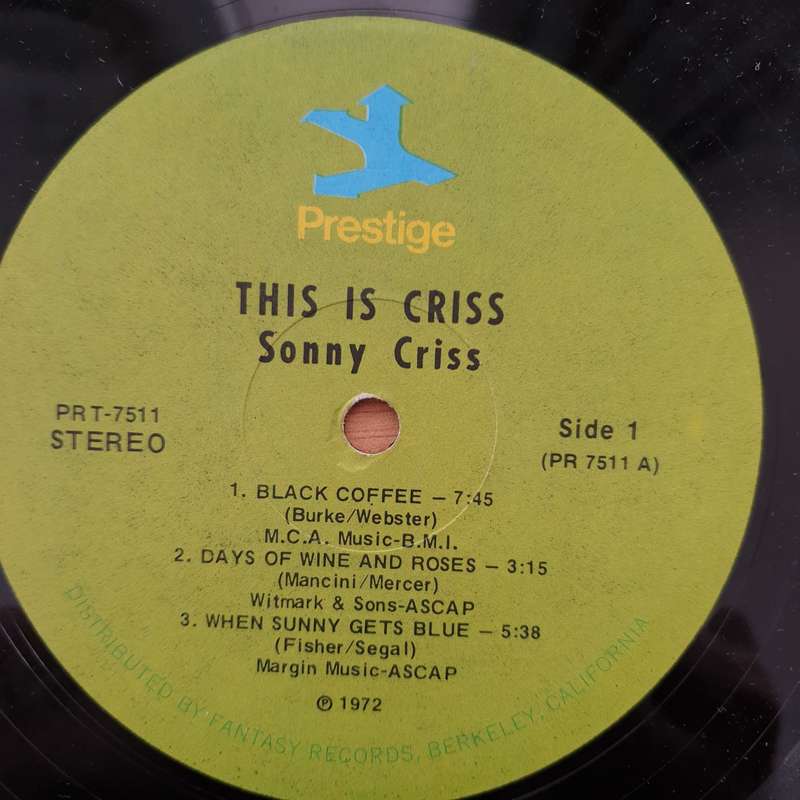 Prestige
THIS IS CRISS
Sonny Criss
PRT-7511
STEREO
Side 1
(PR 7511 A)
1. BLACK COFFEE – 7:45
(Burke/Webster)
M.C.A. Music-B.M.I.
2. DAYS OF WINE AND ROSES – 3:15
(Mancini/Mercer)
Witmark & Sons-ASCAP
3. WHEN SUNNY GETS BLUE – 5:38
(Fisher/Segal)
Margin Music-ASCAP
℗ 1972
DISTRIBUTED BY FANTASY RECORDS, BERKELEY, CALIFORNIA